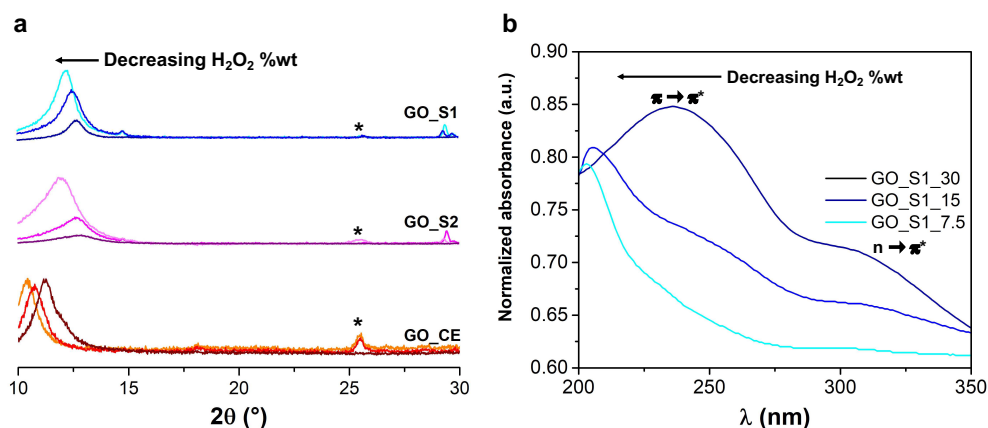 a
Decreasing H₂O₂ %wt
GO_S1
*
GO_S2
*
GO_CE
*
10 15 20 25 30
2θ (°)
b
Normalized absorbance (a.u.)
0.90
0.85
0.80
0.75
0.70
0.65
0.60
Decreasing H₂O₂ %wt
π → π*
GO_S1_30
GO_S1_15
GO_S1_7.5
n → π*
200 250 300 350
λ (nm)